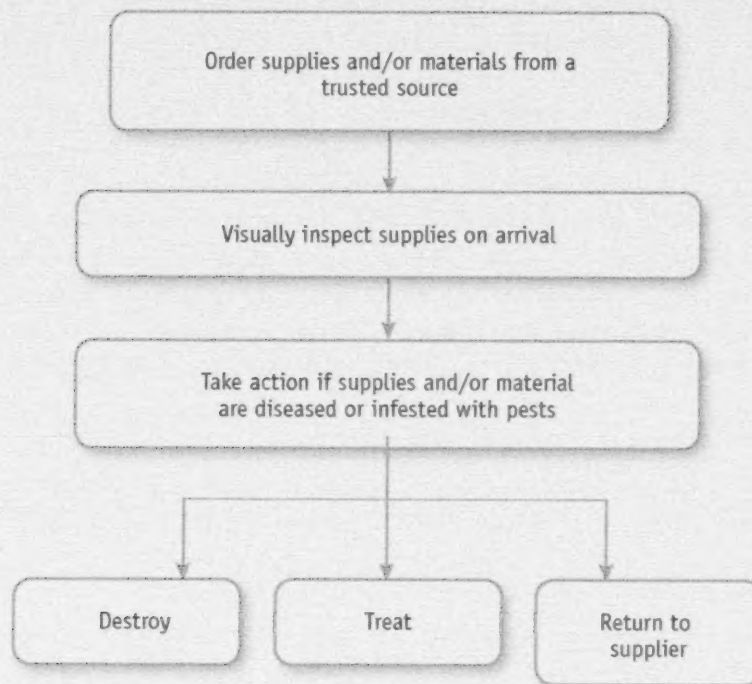 Order supplies and/or materials from a
trusted source
Visually inspect supplies on arrival
Take action if supplies and/or material
are diseased or infested with pests
Destroy
Treat
Return to
supplier